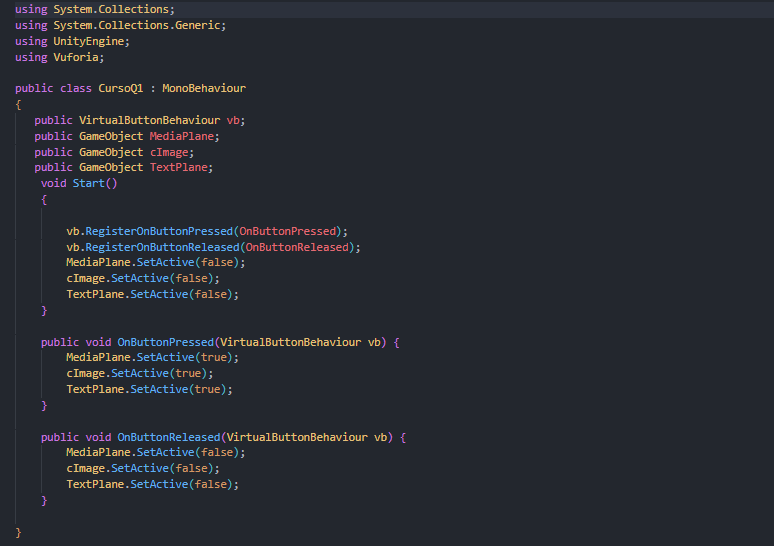 using System.Collections;
using System.Collections.Generic;
using UnityEngine;
using Vuforia;
public class CursoQ1 : MonoBehaviour
{
public VirtualButtonBehaviour vb;
public GameObject MediaPlane;
public GameObject cImage;
public GameObject TextPlane;
void Start()
{
vb.RegisterOnButtonPressed(OnButtonPressed);
vb.RegisterOnButtonReleased(OnButtonReleased);
MediaPlane.SetActive(false);
cImage.SetActive(false);
TextPlane.SetActive(false);
}
public void OnButtonPressed(VirtualButtonBehaviour vb) {
MediaPlane.SetActive(true);
cImage.SetActive(true);
TextPlane.SetActive(true);
}
public void OnButtonReleased(VirtualButtonBehaviour vb) {
MediaPlane.SetActive(false);
cImage.SetActive(false);
TextPlane.SetActive(false);
}
}